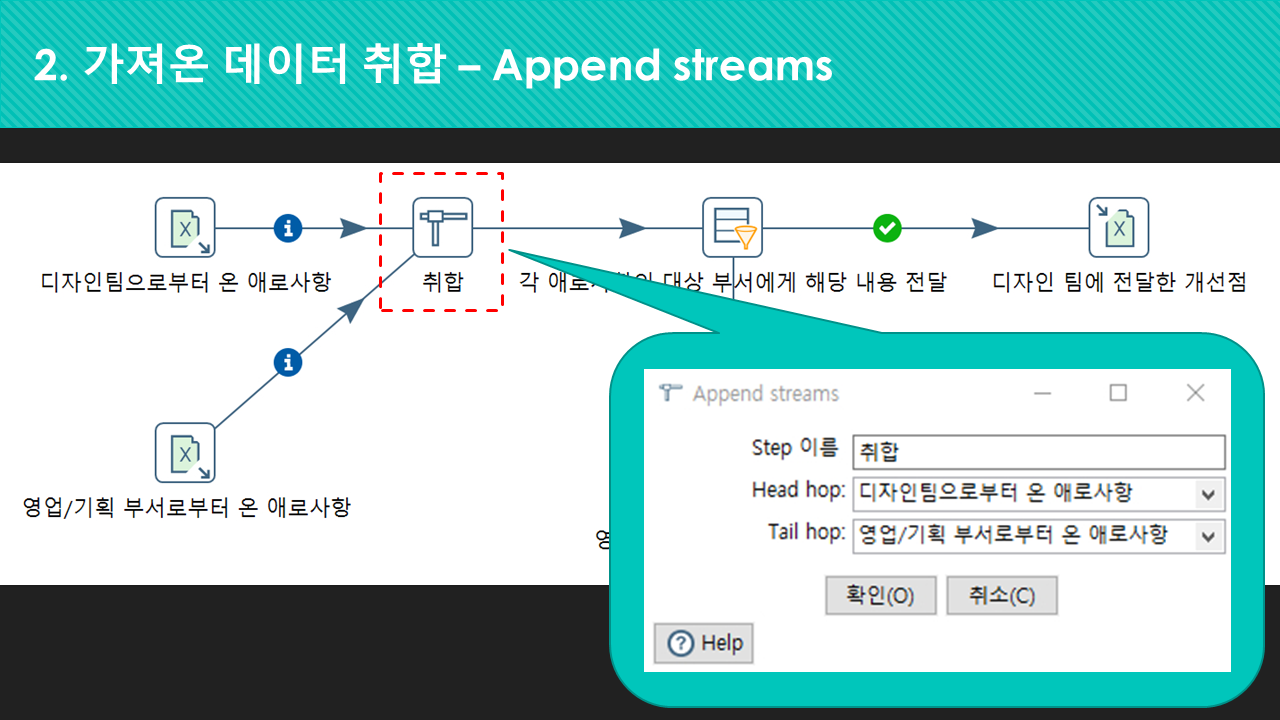 2. 가져온 데이터 취합 – Append streams
디자인팀으로부터 온 애로사항
취합
각 애로사항의 대상 부서에게 해당 내용 전달
디자인 팀에 전달한 개선점
영업/기획 부서로부터 온 애로사항
Append streams
Step 이름 취합
Head hop: 디자인팀으로부터 온 애로사항
Tail hop: 영업/기획 부서로부터 온 애로사항
확인(O) 취소(C)
Help